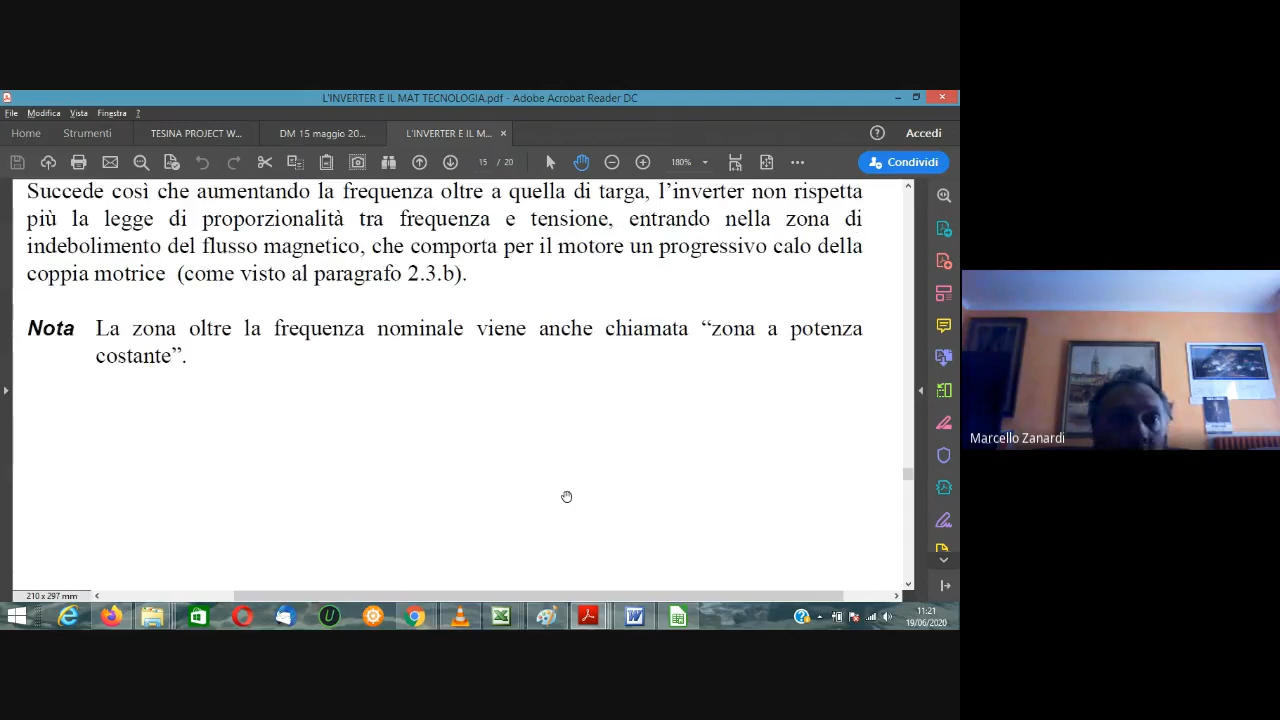 L'INVERTER E IL MAT TECNOLOGIA.pdf - Adobe Acrobat Reader DC
File Modifica Vista Finestra ?
Home Strumenti TESINA PROJECT W... DM 15 maggio 20... L'INVERTER E IL M... × Accedi
15 / 20 180% Condividi
Succede così che aumentando la frequenza oltre a quella di targa, l'inverter non rispetta
più la legge di proporzionalità tra frequenza e tensione, entrando nella zona di
indebolimento del flusso magnetico, che comporta per il motore un progressivo calo della
coppia motrice (come visto al paragrafo 2.3.b).
Nota La zona oltre la frequenza nominale viene anche chiamata “zona a potenza
costante”.
Marcello Zanardi
210 x 297 mm
11:21
19/06/2020